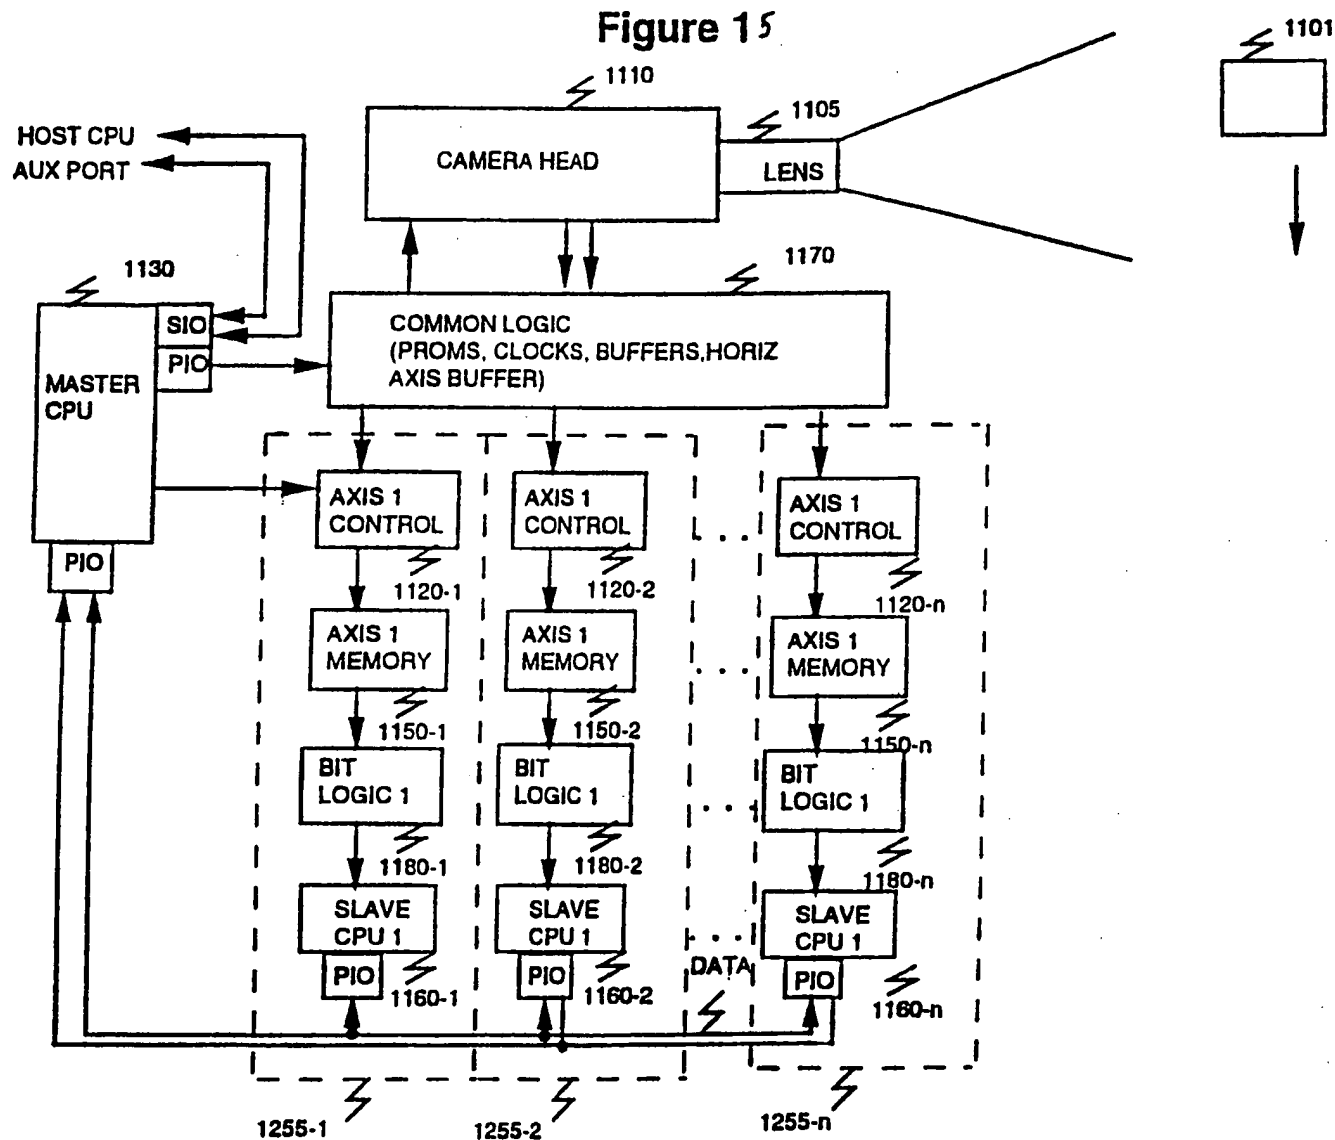 Figure 15
1101
1110
1105
HOST CPU
AUX PORT
CAMERA HEAD
LENS
1130
1170
SIO
PIO
MASTER
CPU
COMMON LOGIC
(PROMS, CLOCKS, BUFFERS,HORIZ
AXIS BUFFER)
PIO
AXIS 1
CONTROL
AXIS 1
CONTROL
AXIS 1
CONTROL
. . .
1120-1
1120-2
1120-n
AXIS 1
MEMORY
AXIS 1
MEMORY
AXIS 1
MEMORY
. . .
1150-1
1150-2
1150-n
BIT
LOGIC 1
BIT
LOGIC 1
BIT
LOGIC 1
. . .
1180-1
1180-2
1180-n
SLAVE
CPU 1
SLAVE
CPU 1
SLAVE
CPU 1
. . .
DATA
PIO
PIO
PIO
1160-1
1160-2
1160-n
1255-1
1255-2
1255-n